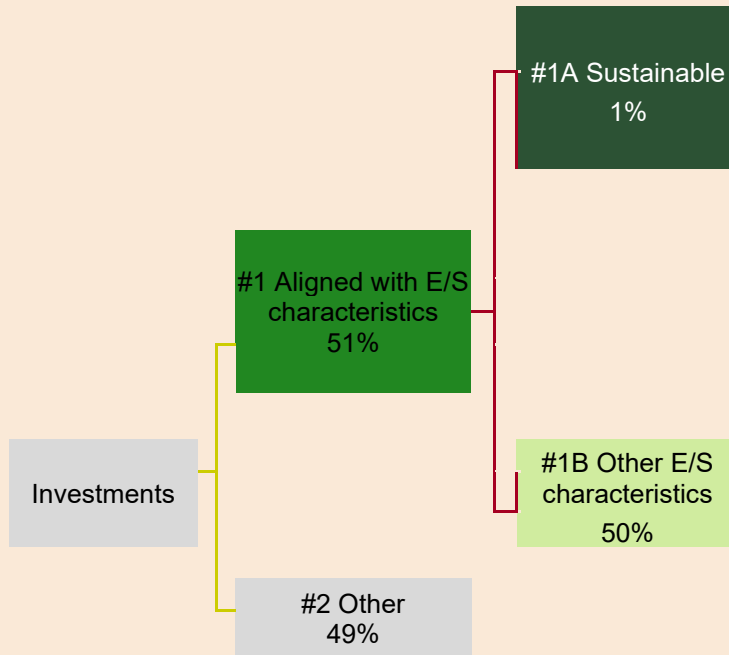 #1A Sustainable
1%
#1 Aligned with E/S
characteristics
51%
Investments
#1B Other E/S
characteristics
50%
#2 Other
49%